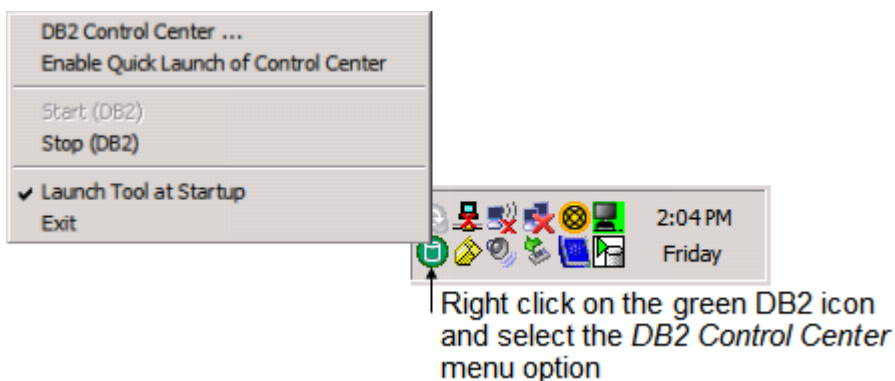 DB2 Control Center ...
Enable Quick Launch of Control Center
Start (DB2)
Stop (DB2)
Launch Tool at Startup
Exit
2:04 PM
Friday
Right click on the green DB2 icon
and select the DB2 Control Center
menu option